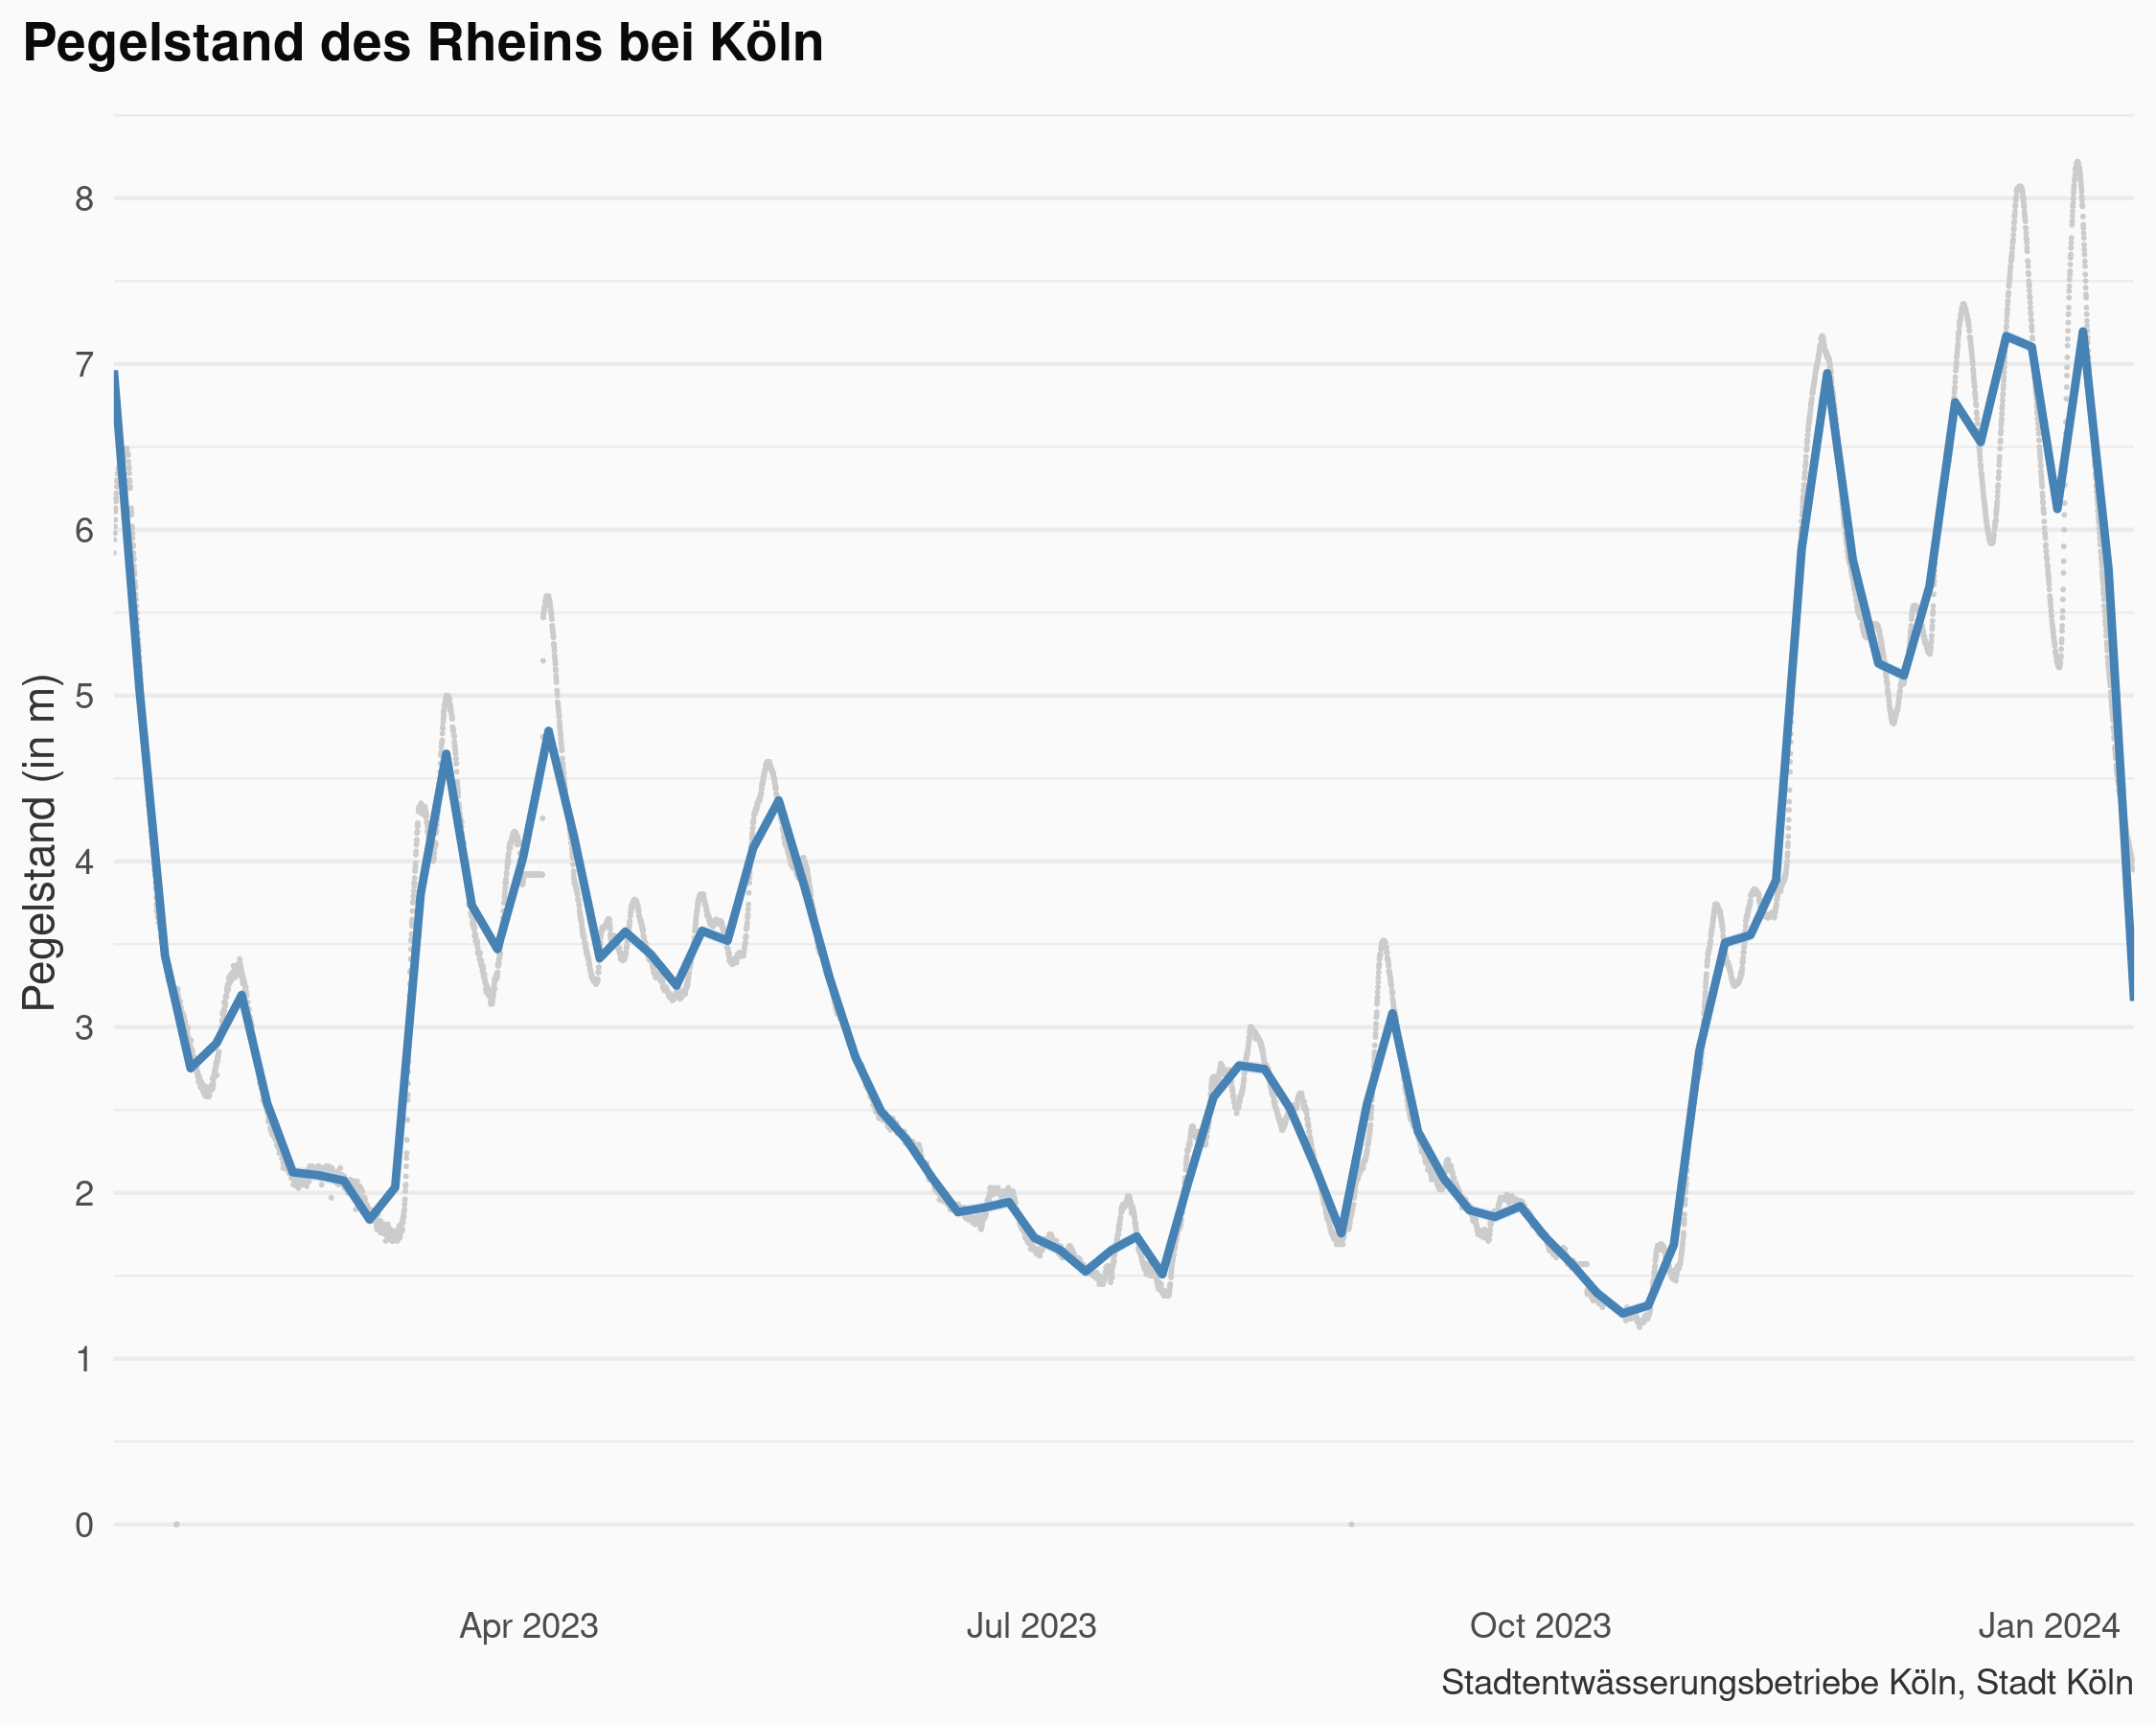 Pegelstand des Rheins bei Köln
Pegelstand (in m)
8
7
6
5
4
3
2
1
0
Apr 2023
Jul 2023
Oct 2023
Jan 2024
Stadtentwässerungsbetriebe Köln, Stadt Köln